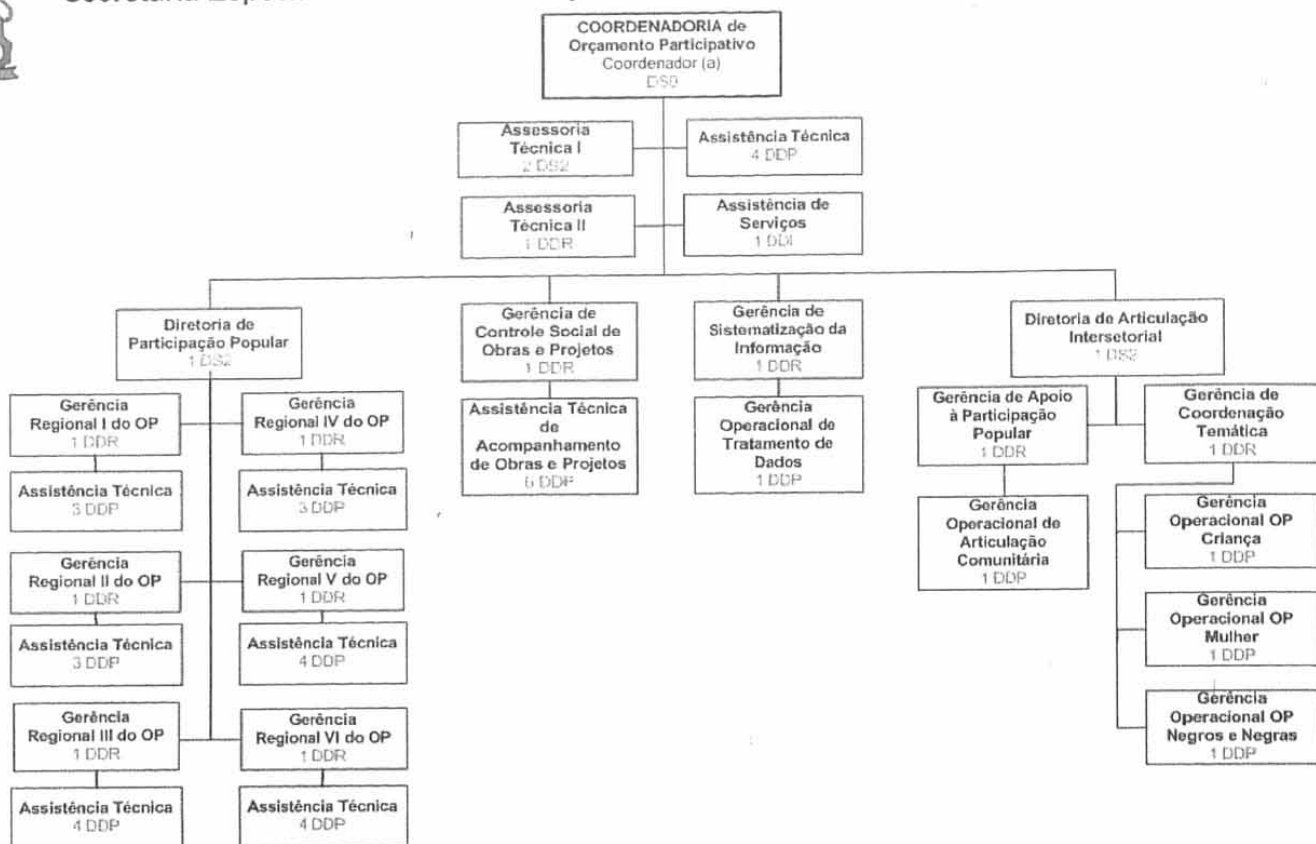 COORDENADORIA de
Orçamento Participativo
Coordenador (a)
DS0
Assessoria
Técnica I
2 DS2
Assistência Técnica
4 DDP
Assessoria
Técnica II
1 DDR
Assistência de
Serviços
1 DDI
Diretoria de
Participação Popular
1 DS2
Gerência de
Controle Social de
Obras e Projetos
1 DDR
Gerência de
Sistematização da
Informação
1 DDR
Diretoria de Articulação
Intersetorial
1 DS2
Gerência
Regional I do OP
1 DDR
Gerência
Regional IV do OP
1 DDR
Assistência Técnica
de
Acompanhamento
de Obras e Projetos
6 DDP
Gerência
Operacional de
Tratamento de
Dados
1 DDP
Gerência de Apoio
à Participação
Popular
1 DDR
Gerência de
Coordenação
Temática
1 DDR
Assistência Técnica
3 DDP
Assistência Técnica
3 DDP
Gerência
Operacional de
Articulação
Comunitária
1 DDP
Gerência
Operacional OP
Criança
1 DDP
Gerência
Regional II do OP
1 DDR
Gerência
Regional V do OP
1 DDR
Assistência Técnica
3 DDP
Assistência Técnica
4 DDP
Gerência
Operacional OP
Mulher
1 DDP
Gerência
Regional III do OP
1 DDR
Gerência
Regional VI do OP
1 DDR
Gerência
Operacional OP
Negros e Negras
1 DDP
Assistência Técnica
4 DDP
Assistência Técnica
4 DDP